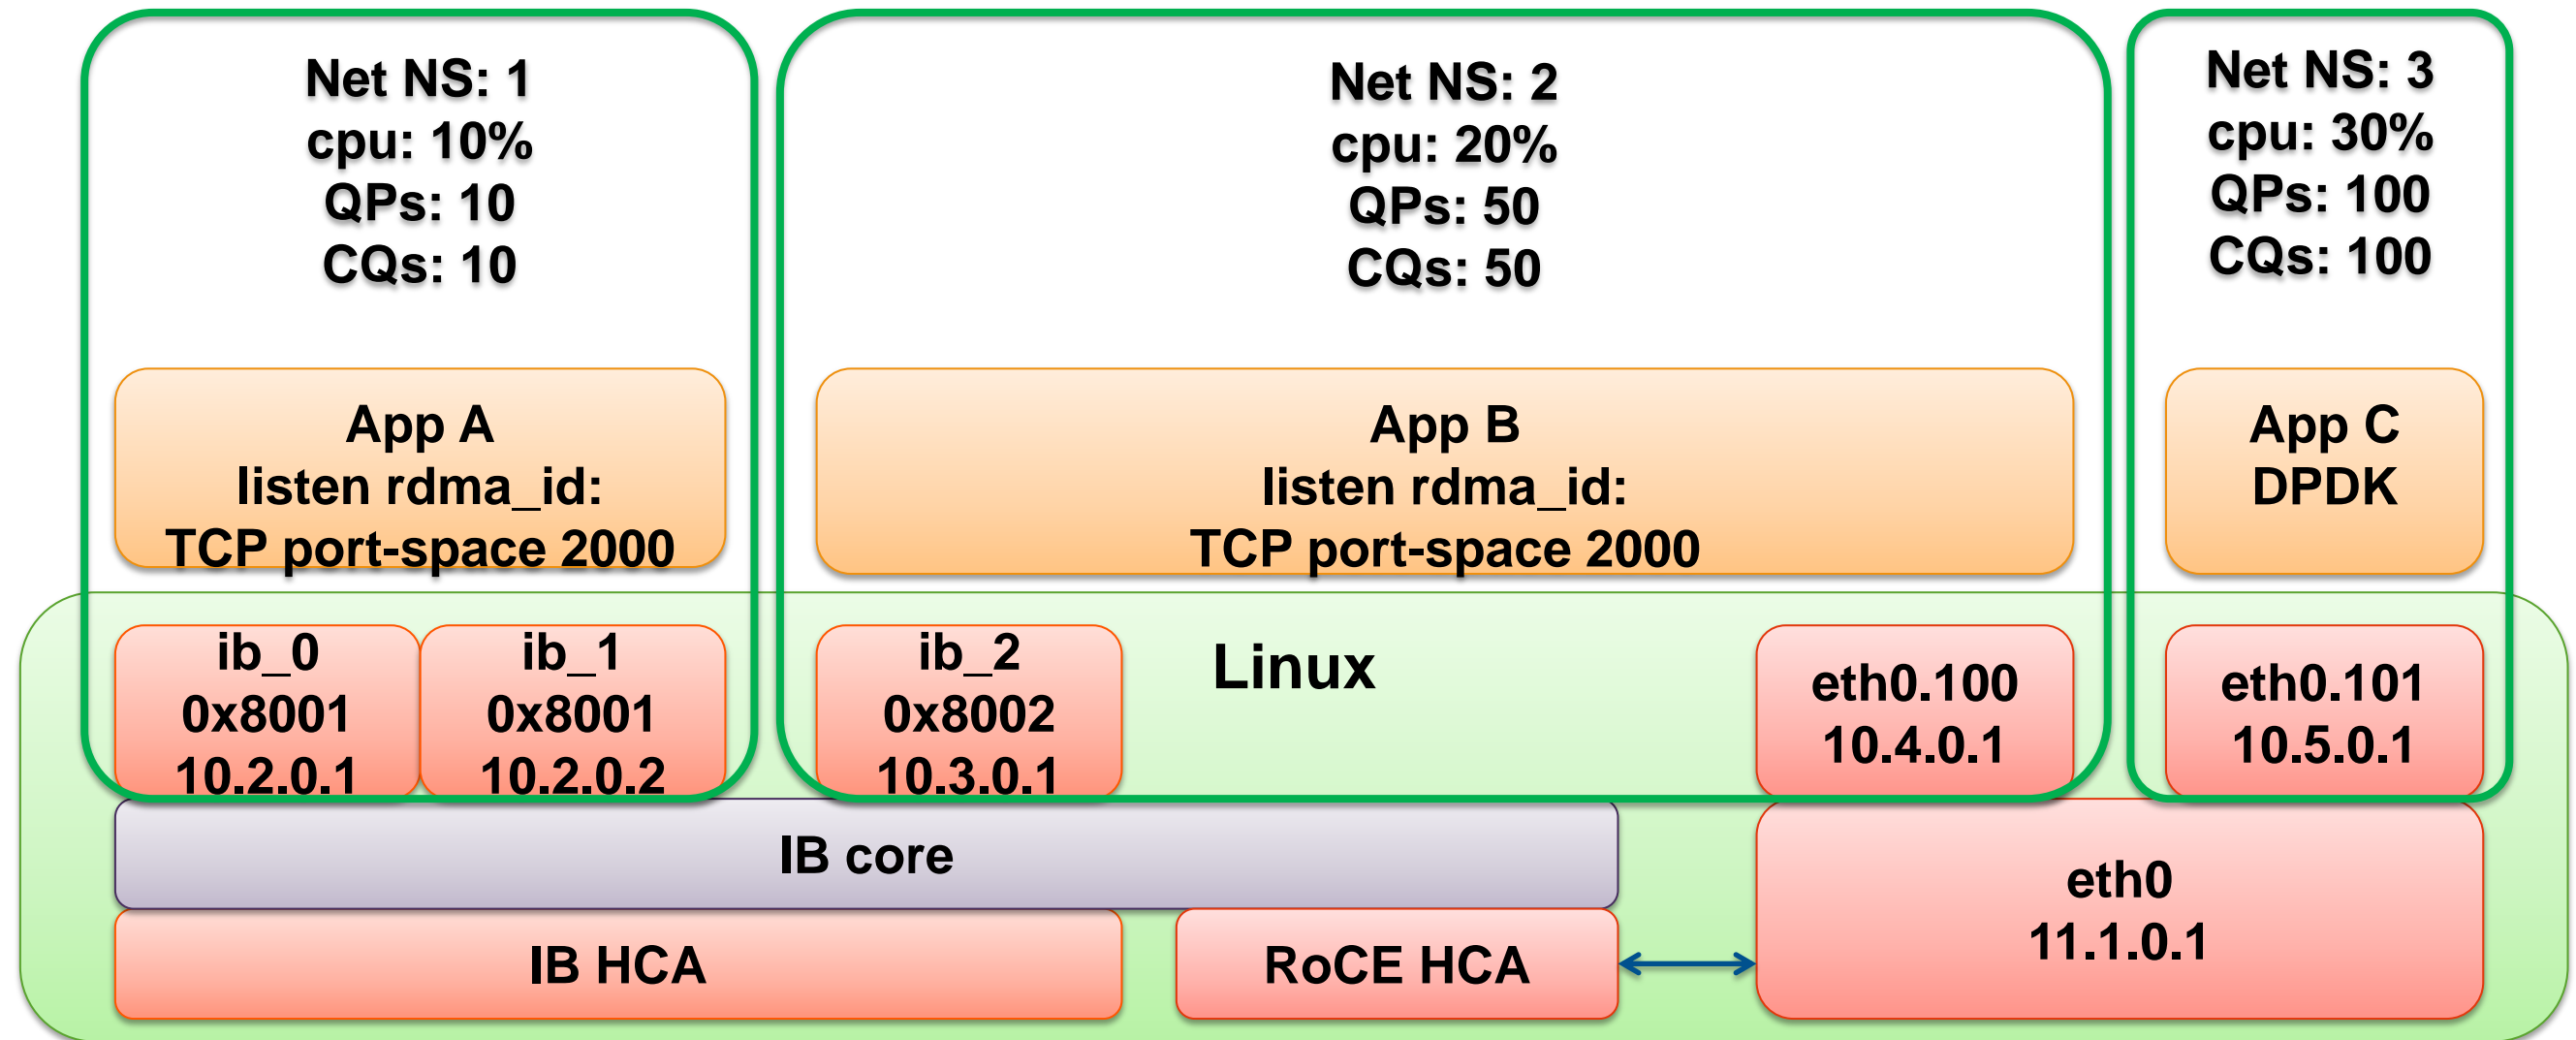 Net NS: 1
cpu: 10%
QPs: 10
CQs: 10
Net NS: 2
cpu: 20%
QPs: 50
CQs: 50
Net NS: 3
cpu: 30%
QPs: 100
CQs: 100
App A
listen rdma_id:
TCP port-space 2000
App B
listen rdma_id:
TCP port-space 2000
App C
DPDK
ib_0
0x8001
10.2.0.1
ib_1
0x8001
10.2.0.2
ib_2
0x8002
10.3.0.1
Linux
eth0.100
10.4.0.1
eth0.101
10.5.0.1
IB core
IB HCA
RoCE HCA
eth0
11.1.0.1